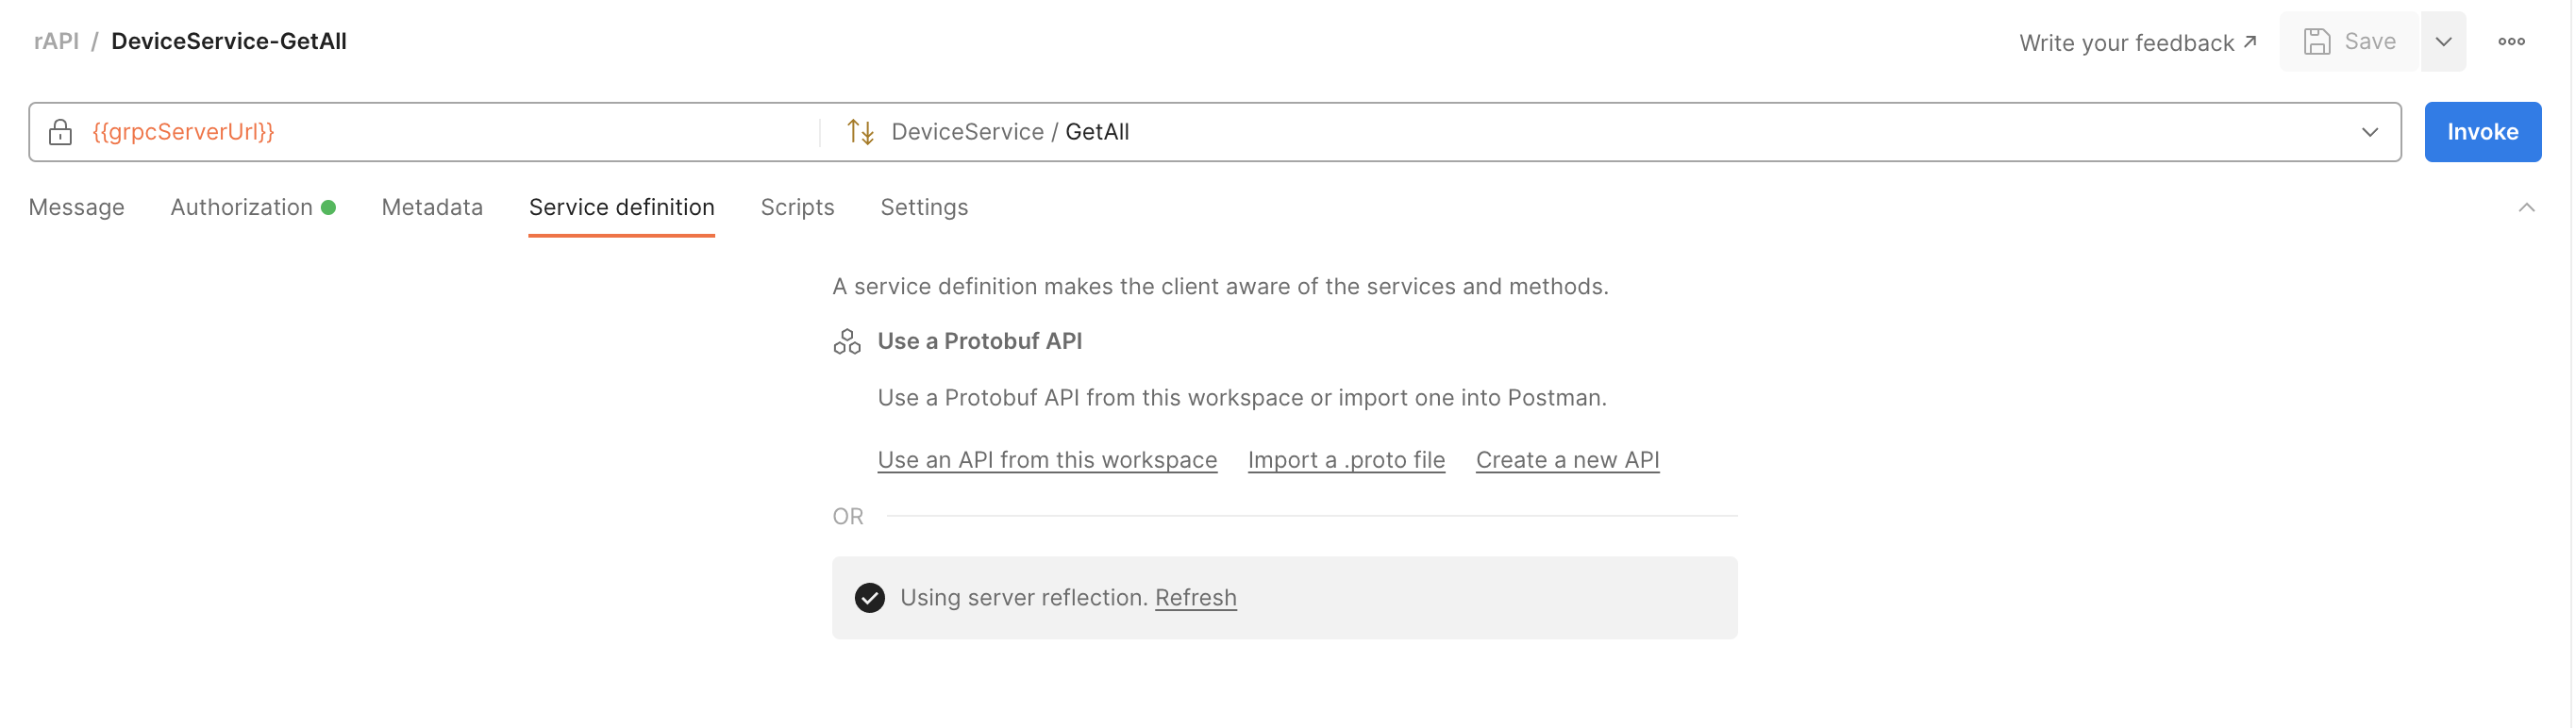 rAPI / DeviceService-GetAll
Write your feedback ↗ Save
{{grpcServerUrl}} DeviceService / GetAll Invoke
Message Authorization Metadata Service definition Scripts Settings
A service definition makes the client aware of the services and methods.
Use a Protobuf API
Use a Protobuf API from this workspace or import one into Postman.
Use an API from this workspace Import a .proto file Create a new API
OR
Using server reflection. Refresh